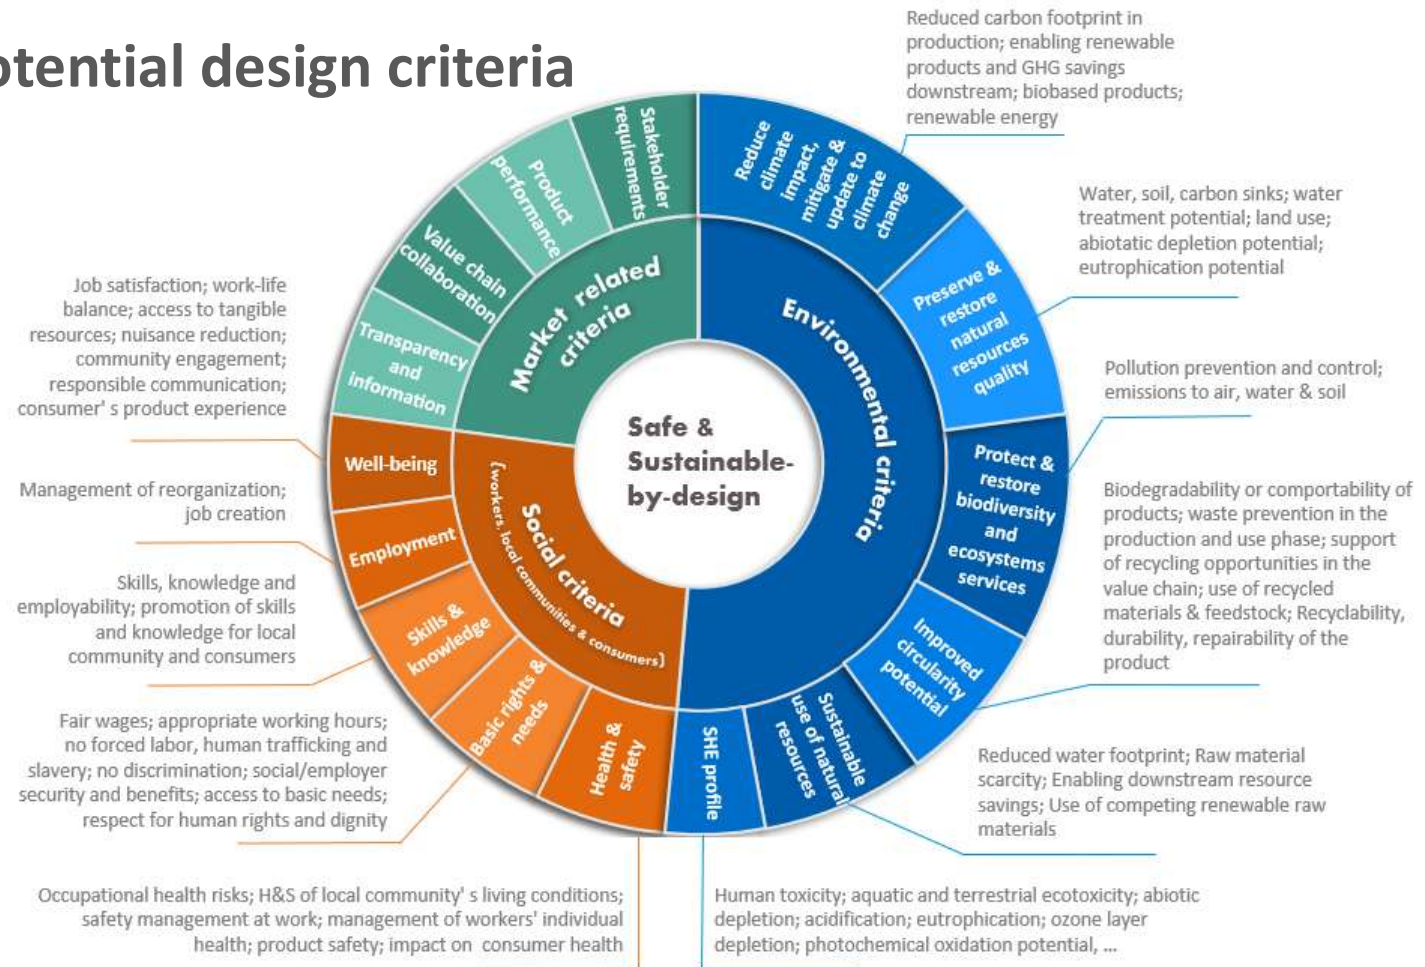 otential design criteria
Reduced carbon footprint in
production; enabling renewable
products and GHG savings
downstream; biobased products;
renewable energy
Water, soil, carbon sinks; water
treatment potential; land use;
abiotatic depletion potential;
eutrophication potential
Pollution prevention and control;
emissions to air, water & soil
Biodegradability or comportability of
products; waste prevention in the
production and use phase; support
of recycling opportunities in the
value chain; use of recycled
materials & feedstock; Recyclability,
durability, repairability of the
product
Reduced water footprint; Raw material
scarcity; Enabling downstream resource
savings; Use of competing renewable raw
materials
Human toxicity; aquatic and terrestrial ecotoxicity; abiotic
depletion; acidification; eutrophication; ozone layer
depletion; photochemical oxidation potential, ...
Occupational health risks; H&S of local community' s living conditions;
safety management at work; management of workers' individual
health; product safety; impact on consumer health
Fair wages; appropriate working hours;
no forced labor, human trafficking and
slavery; no discrimination; social/employer
security and benefits; access to basic needs;
respect for human rights and dignity
Skills, knowledge and
employability; promotion of skills
and knowledge for local
community and consumers
Management of reorganization;
job creation
Job satisfaction; work-life
balance; access to tangible
resources; nuisance reduction;
community engagement;
responsible communication;
consumer' s product experience
Reduce
climate
impact,
mitigate &
update to
climate
change
Preserve &
restore
natural
resources
quality
Protect &
restore
biodiversity
and
ecosystems
services
Improved
circularity
potential
Sustainable
use of natural
resources
SHE profile
Health &
safety
Basic rights &
needs
Skills &
knowledge
Employment
Well-being
Transparency
and
information
Value chain
collaboration
Product
performance
Stakeholder
requirements
Market related
criteria
Environmental criteria
Social criteria
{workers, local communities & consumers}
Safe &
Sustainable-
by-design